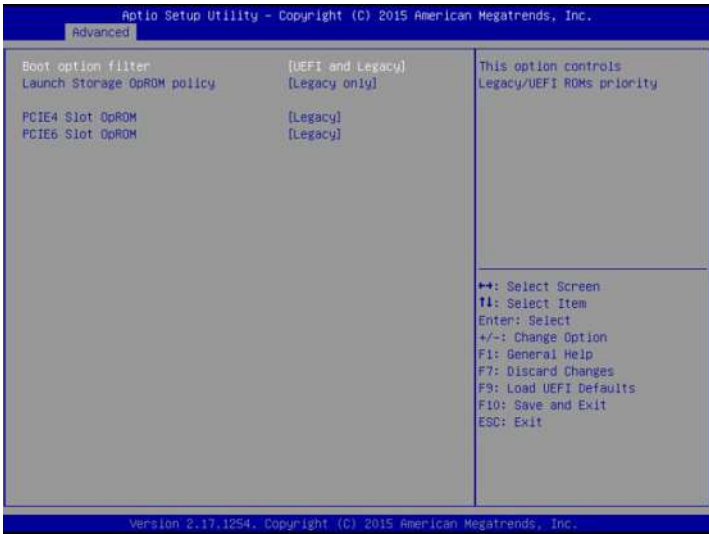 Aptio Setup Utility - Copyright (C) 2015 American Megatrends, Inc.
Advanced
Boot option filter [UEFI and Legacy]
Launch Storage OpROM policy [Legacy only]
PCIE4 Slot OpROM [Legacy]
PCIE6 Slot OpROM [Legacy]
This option controls
Legacy/UEFI ROMs priority
↔: Select Screen
↑↓: Select Item
Enter: Select
+/-: Change Option
F1: General Help
F7: Discard Changes
F9: Load UEFI Defaults
F10: Save and Exit
ESC: Exit
Version 2.17.1254. Copyright (C) 2015 American Megatrends, Inc.